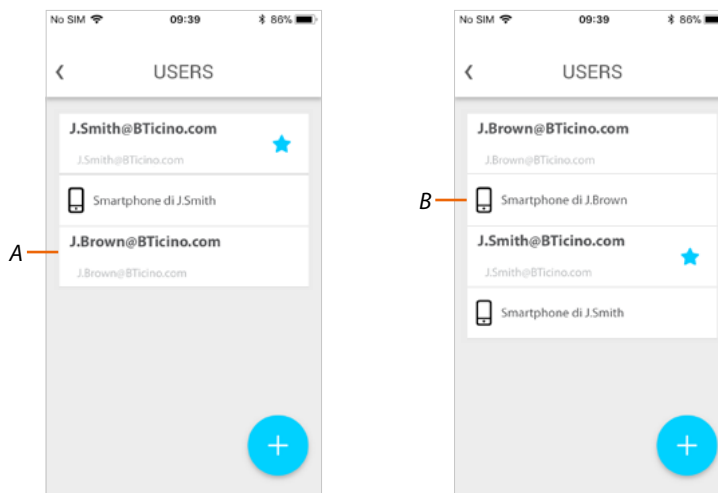 No SIM 09:39 86%
USERS
J.Smith@BTicino.com
J.Smith@BTicino.com
Smartphone di J.Smith
A
J.Brown@BTicino.com
J.Brown@BTicino.com
No SIM 09:39 86%
USERS
J.Brown@BTicino.com
J.Brown@BTicino.com
B
Smartphone di J.Brown
J.Smith@BTicino.com
J.Smith@BTicino.com
Smartphone di J.Smith